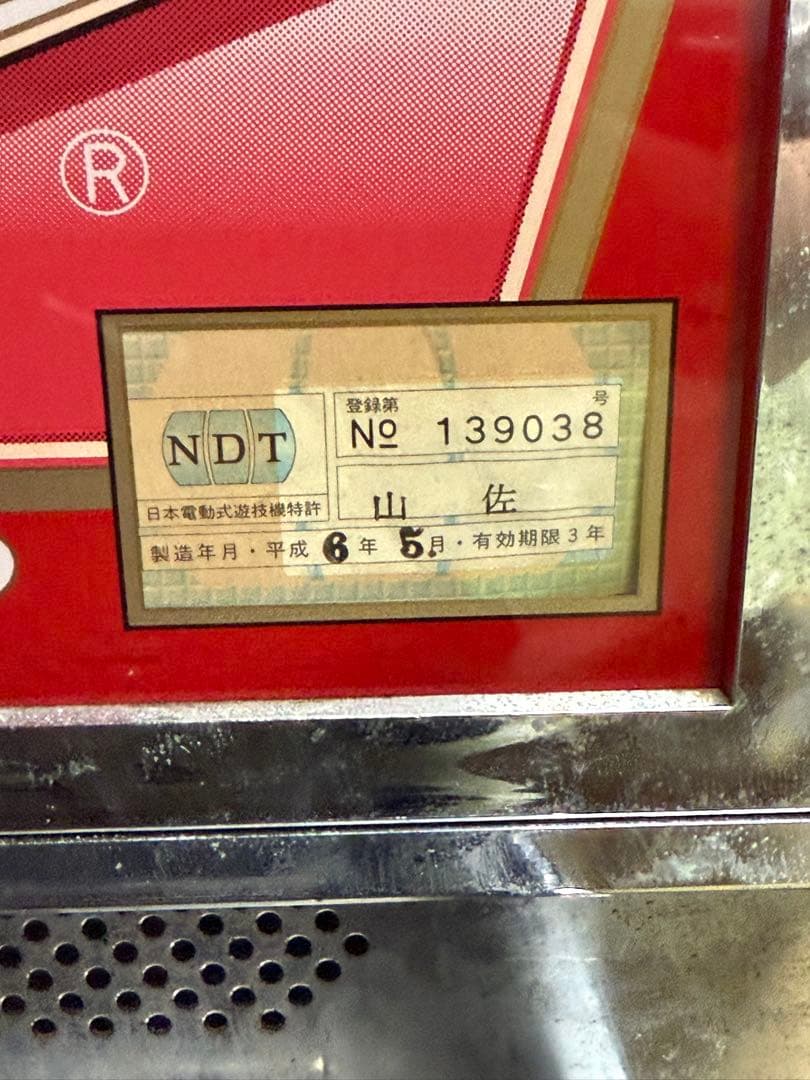 ®
NDT
日本電動式遊技機特許
登録第 号
№ 139038
山佐
製造年月・平成 6 年 5 月・有効期限3年